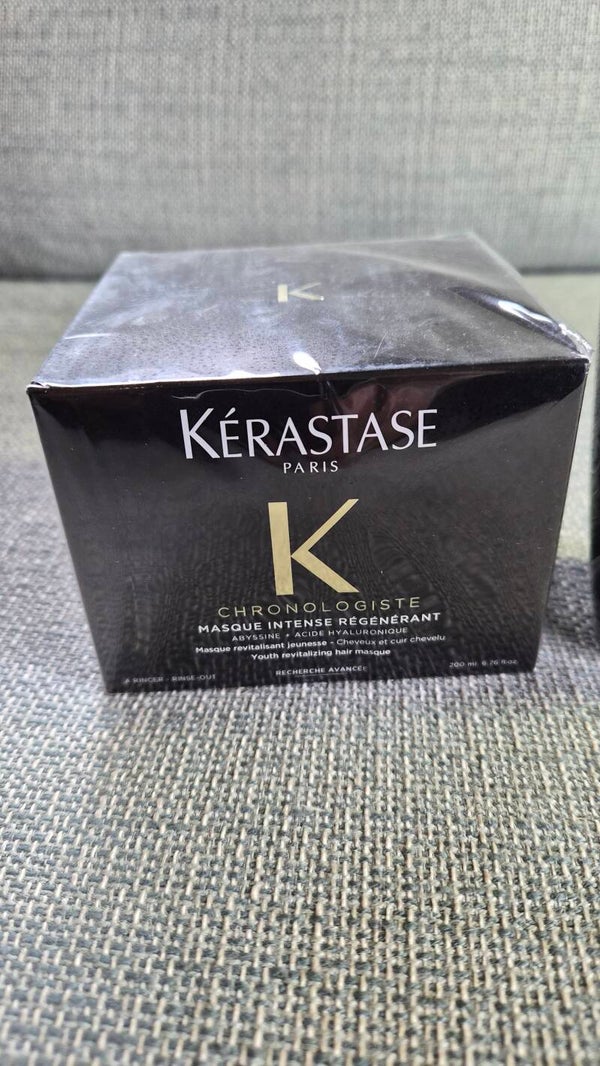 K
KÉRASTASE
PARIS
K
CHRONOLOGISTE
MASQUE INTENSE RÉGÉNÉRANT
ABYSSINE + ACIDE HYALURONIQUE
Masque revitalisant jeunesse - Cheveux et cuir chevelu
Youth revitalizing hair masque
RECHERCHE AVANCÉE
À RINCER - RINSE-OUT
200 ml 6.76 fl.oz.